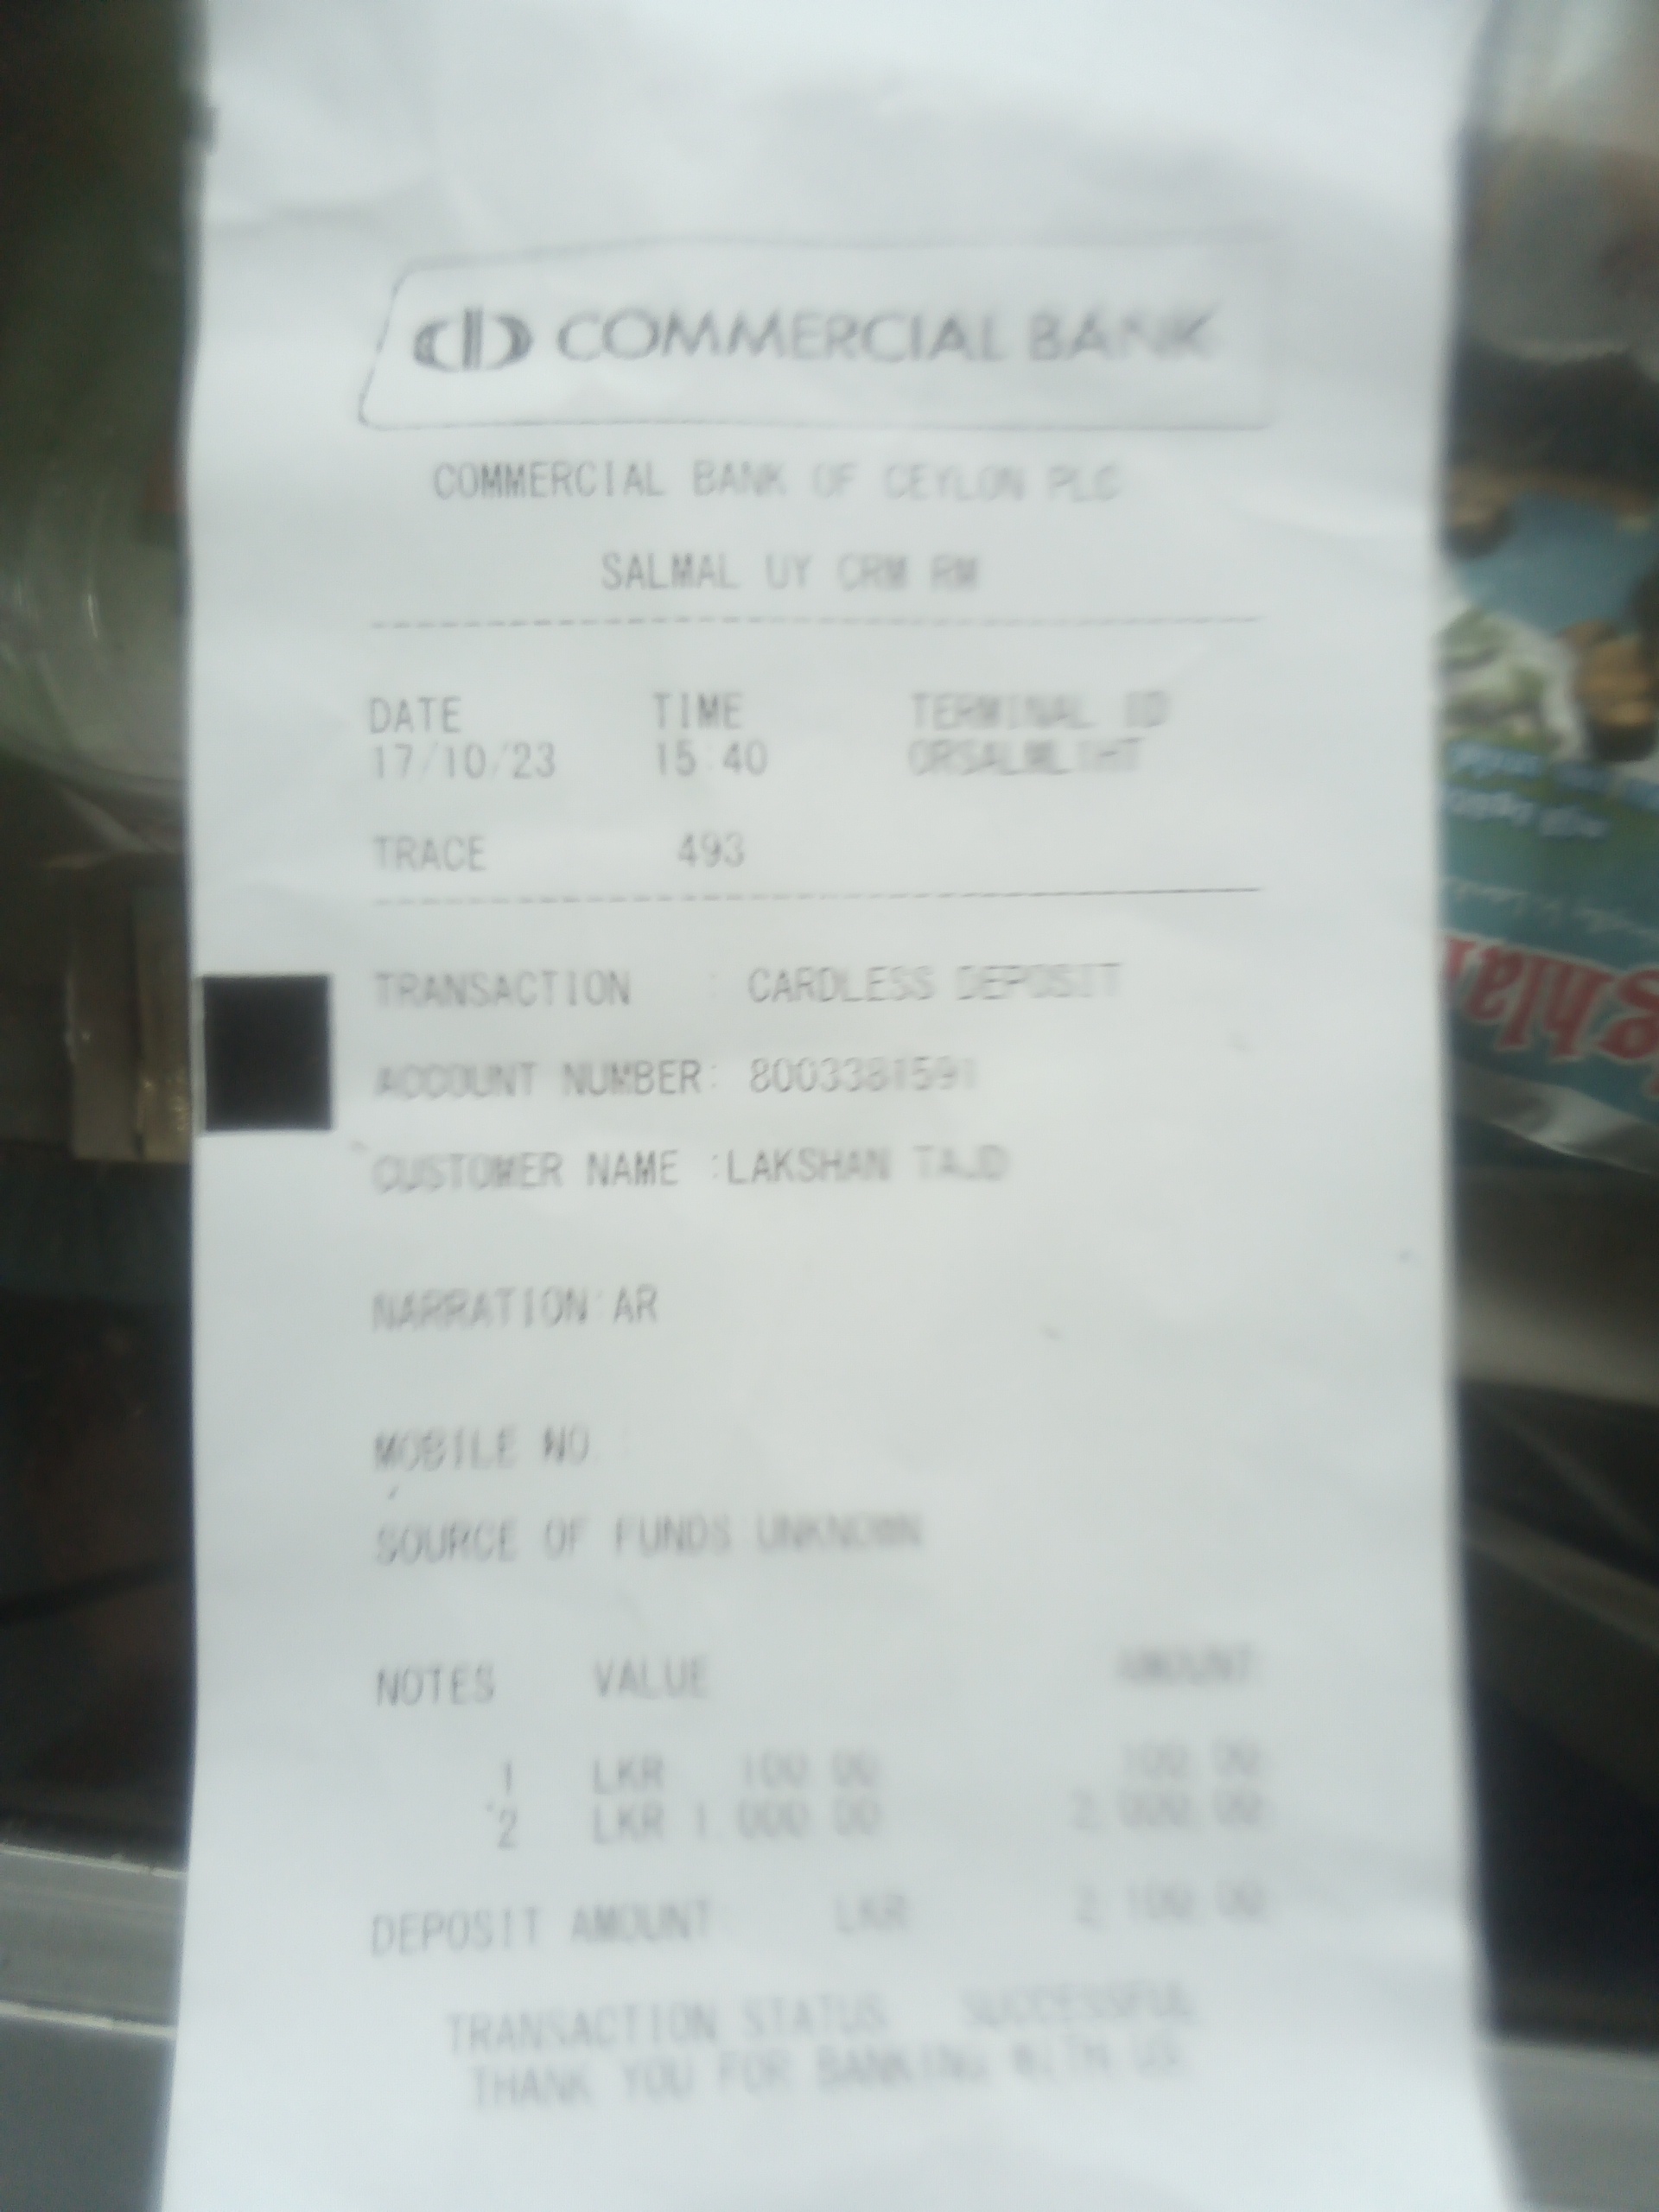 COMMERCIAL BANK
COMMERCIAL BANK OF CEYLON PLC
SALMAL UY CRM RM
DATE TIME TERMINAL ID
17/10/23 15:40
TRACE 493
TRANSACTION : CARDLESS DEPOSIT
ACCOUNT NUMBER: 8003381591
CUSTOMER NAME :LAKSHAN TAJD
NARRATION:AR
MOBILE NO.:
SOURCE OF FUNDS:UNKNOWN
NOTES VALUE AMOUNT
1 LKR 100.00 100.00
2 LKR 1,000.00 2,000.00
DEPOSIT AMOUNT LKR 2,100.00
TRANSACTION STATUS SUCCESSFUL
THANK YOU FOR BANKING WITH US